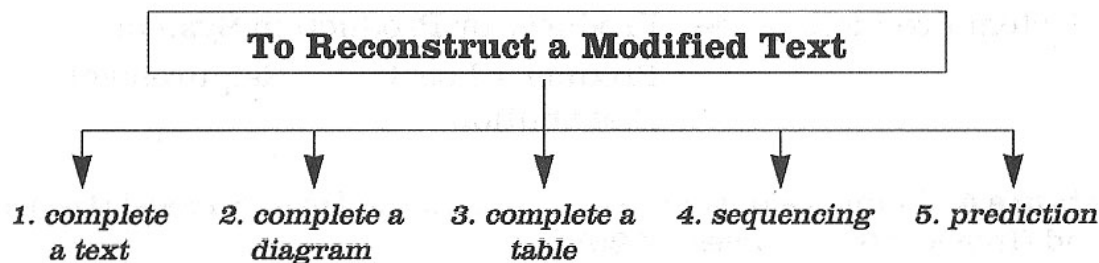 To Reconstruct a Modified Text
1. complete a text
2. complete a diagram
3. complete a table
4. sequencing
5. prediction